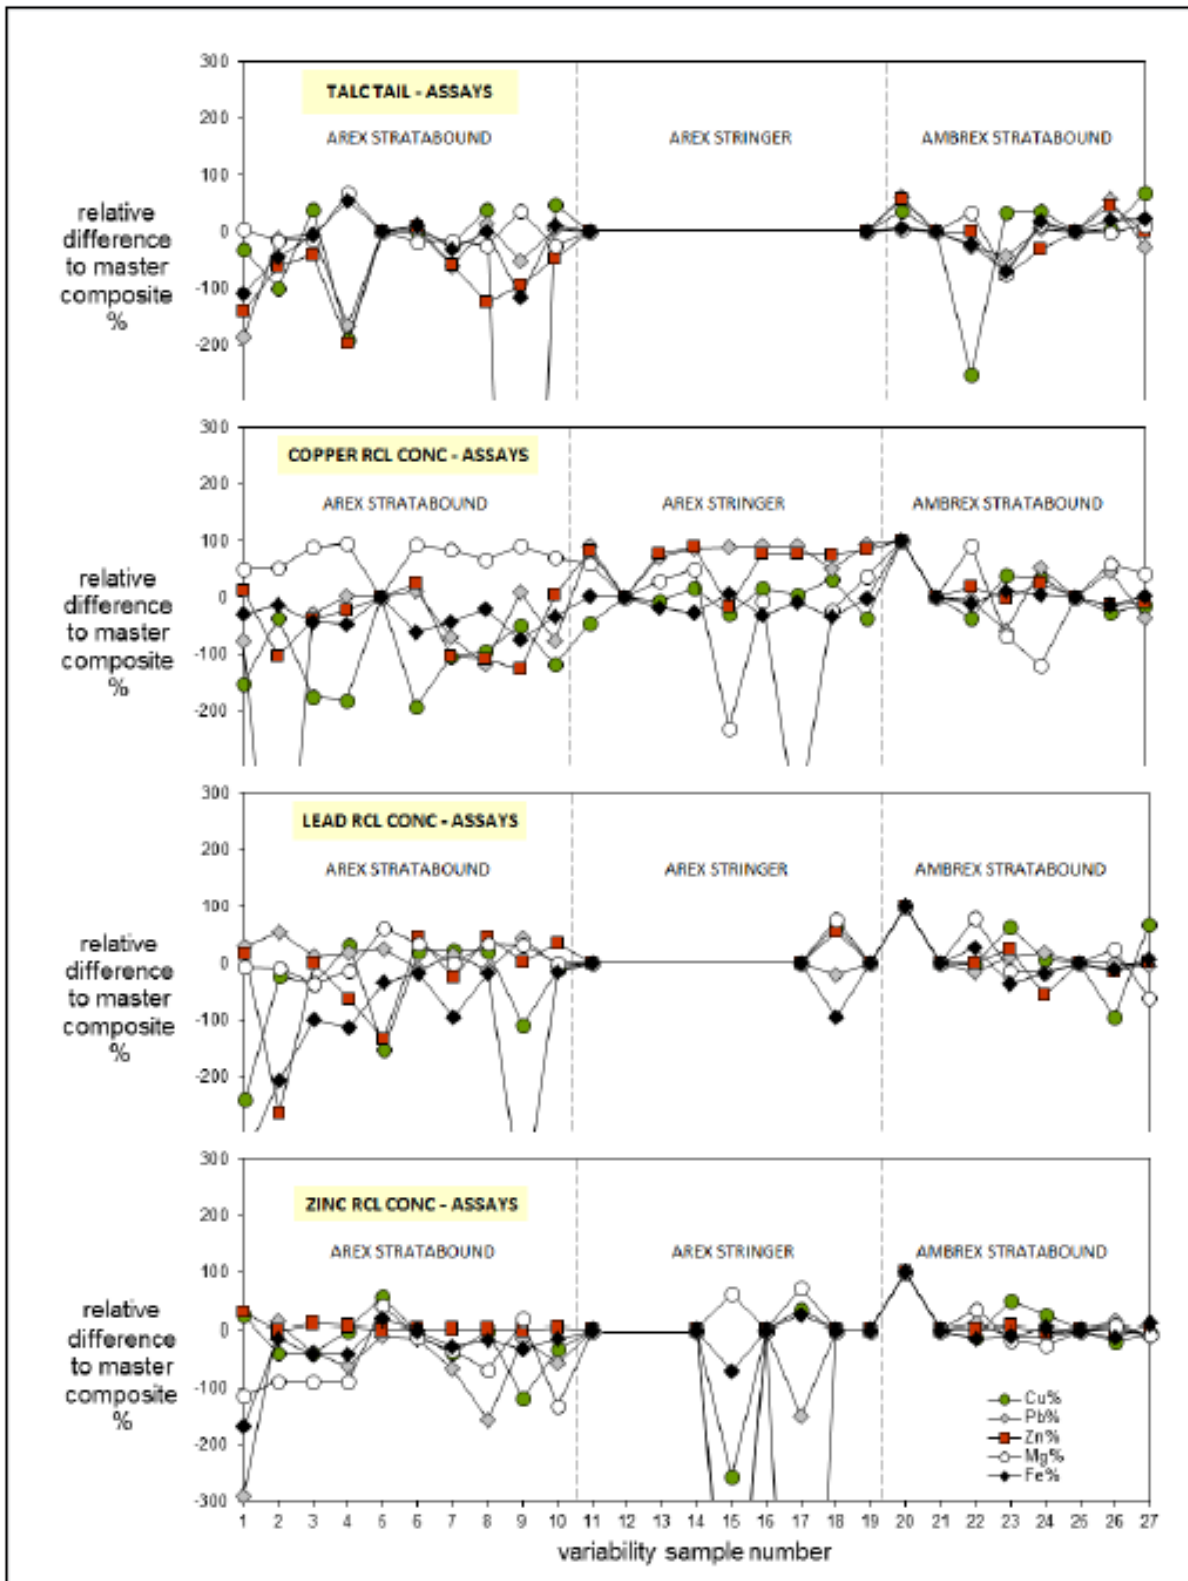 300
TALC TAIL - ASSAYS
200
AREX STRATABOUND
AREX STRINGER
AMBREX STRATABOUND
100
relative
difference
to master
composite
%
0
-100
-200
300
COPPER RCL CONC - ASSAYS
200
AREX STRATABOUND
AREX STRINGER
AMBREX STRATABOUND
100
relative
difference
to master
composite
%
0
-100
-200
300
LEAD RCL CONC - ASSAYS
200
AREX STRATABOUND
AREX STRINGER
AMBREX STRATABOUND
100
relative
difference
to master
composite
%
0
-100
-200
300
ZINC RCL CONC - ASSAYS
200
AREX STRATABOUND
AREX STRINGER
AMBREX STRATABOUND
100
relative
difference
to master
composite
%
0
-100
-200
-300
Cu%
Pb%
Zn%
Mg%
Fe%
1 2 3 4 5 6 7 8 9 10 11 12 13 14 15 16 17 18 19 20 21 22 23 24 25 26 27
variability sample number